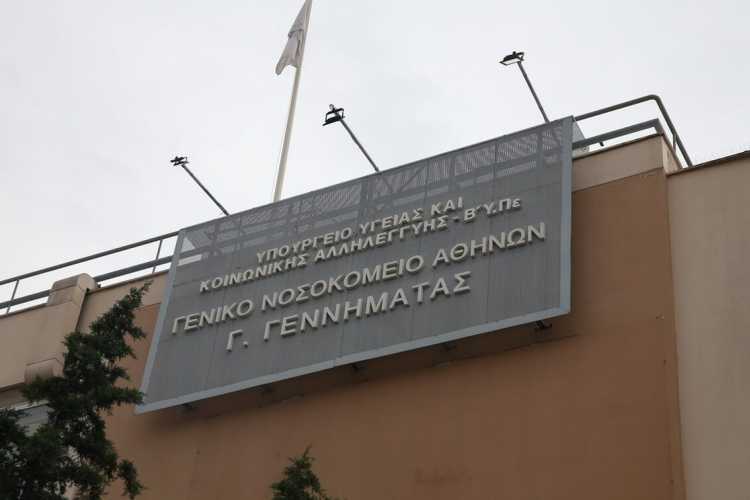 ΥΠΟΥΡΓΕΙΟ ΥΓΕΙΑΣ ΚΑΙ
ΚΟΙΝΩΝΙΚΗΣ ΑΛΛΗΛΕΓΓΥΗΣ - Β΄Υ.Πε
ΓΕΝΙΚΟ ΝΟΣΟΚΟΜΕΙΟ ΑΘΗΝΩΝ
Γ. ΓΕΝΝΗΜΑΤΑΣ